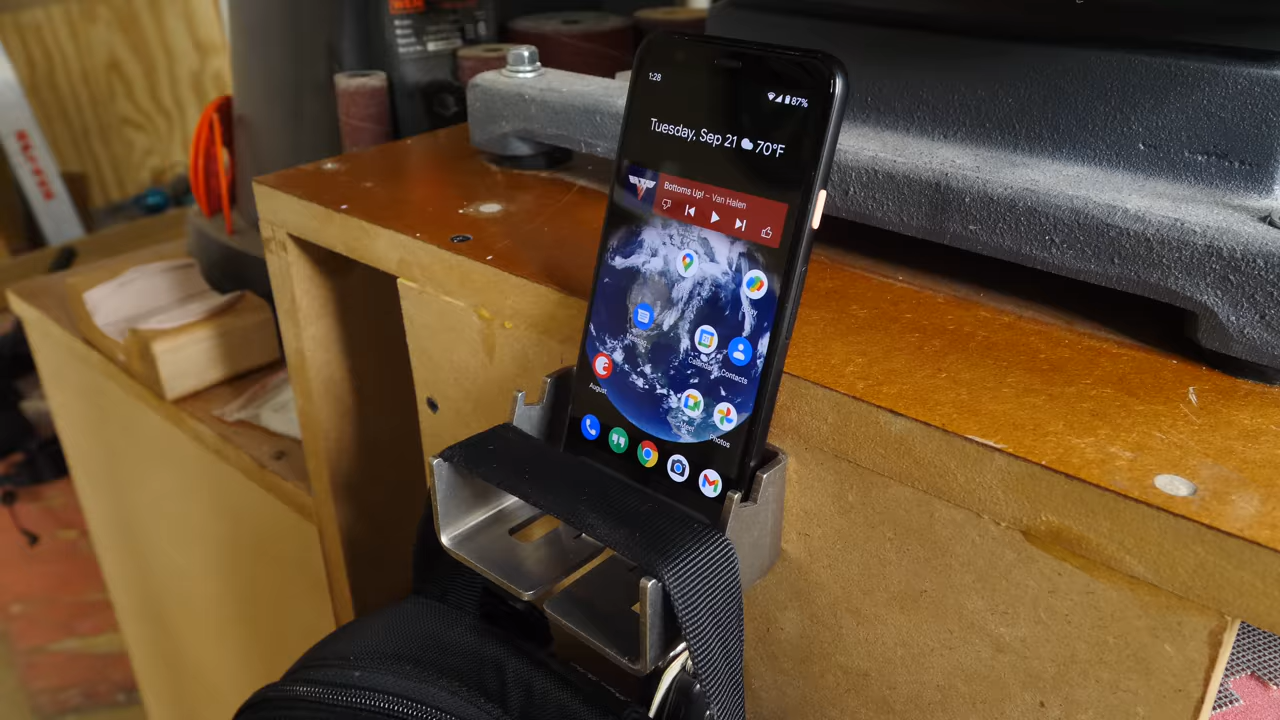 1:28
87%
Tuesday, Sep 21 70°F
Bottoms Up! – Van Halen
Calendar
Contacts
August
Meet
Photos